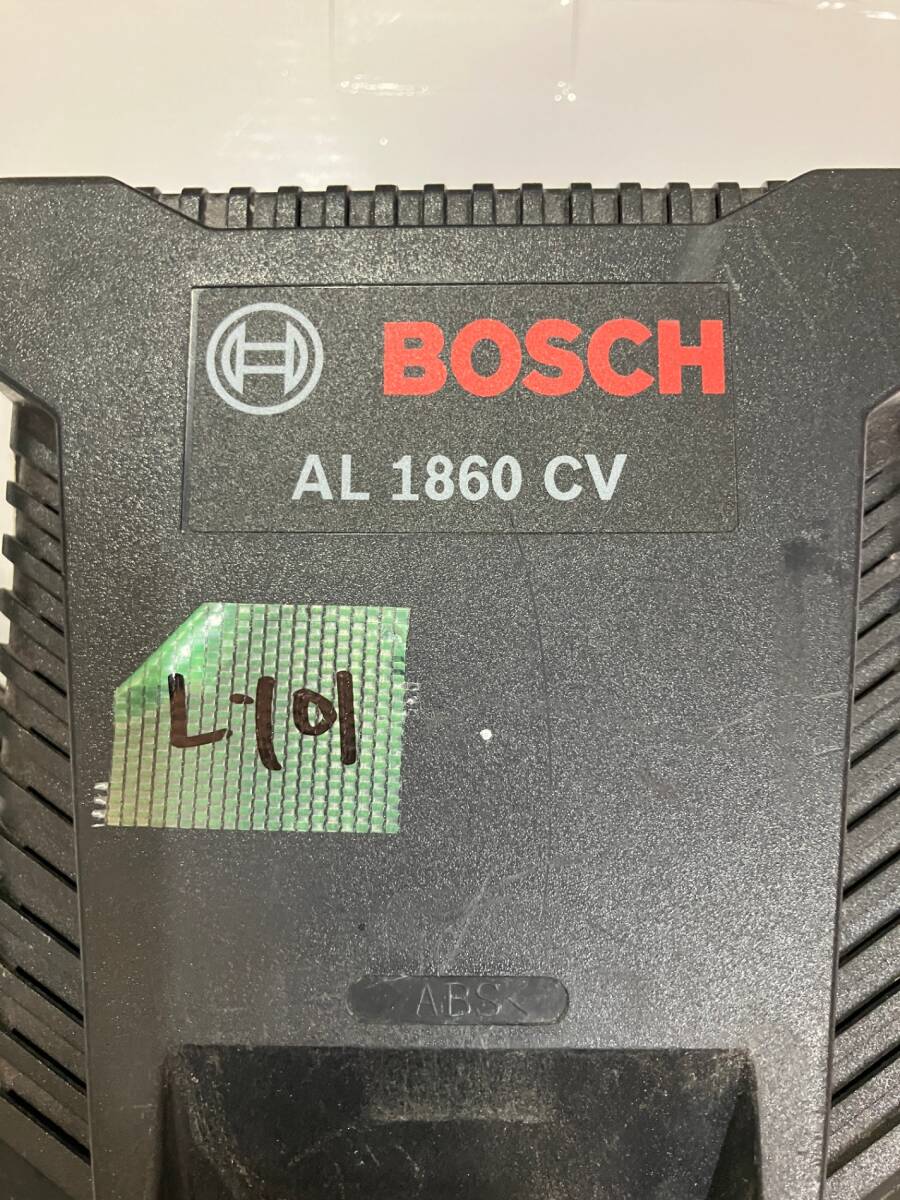 BOSCH
AL 1860 CV
L-101
>ABS<